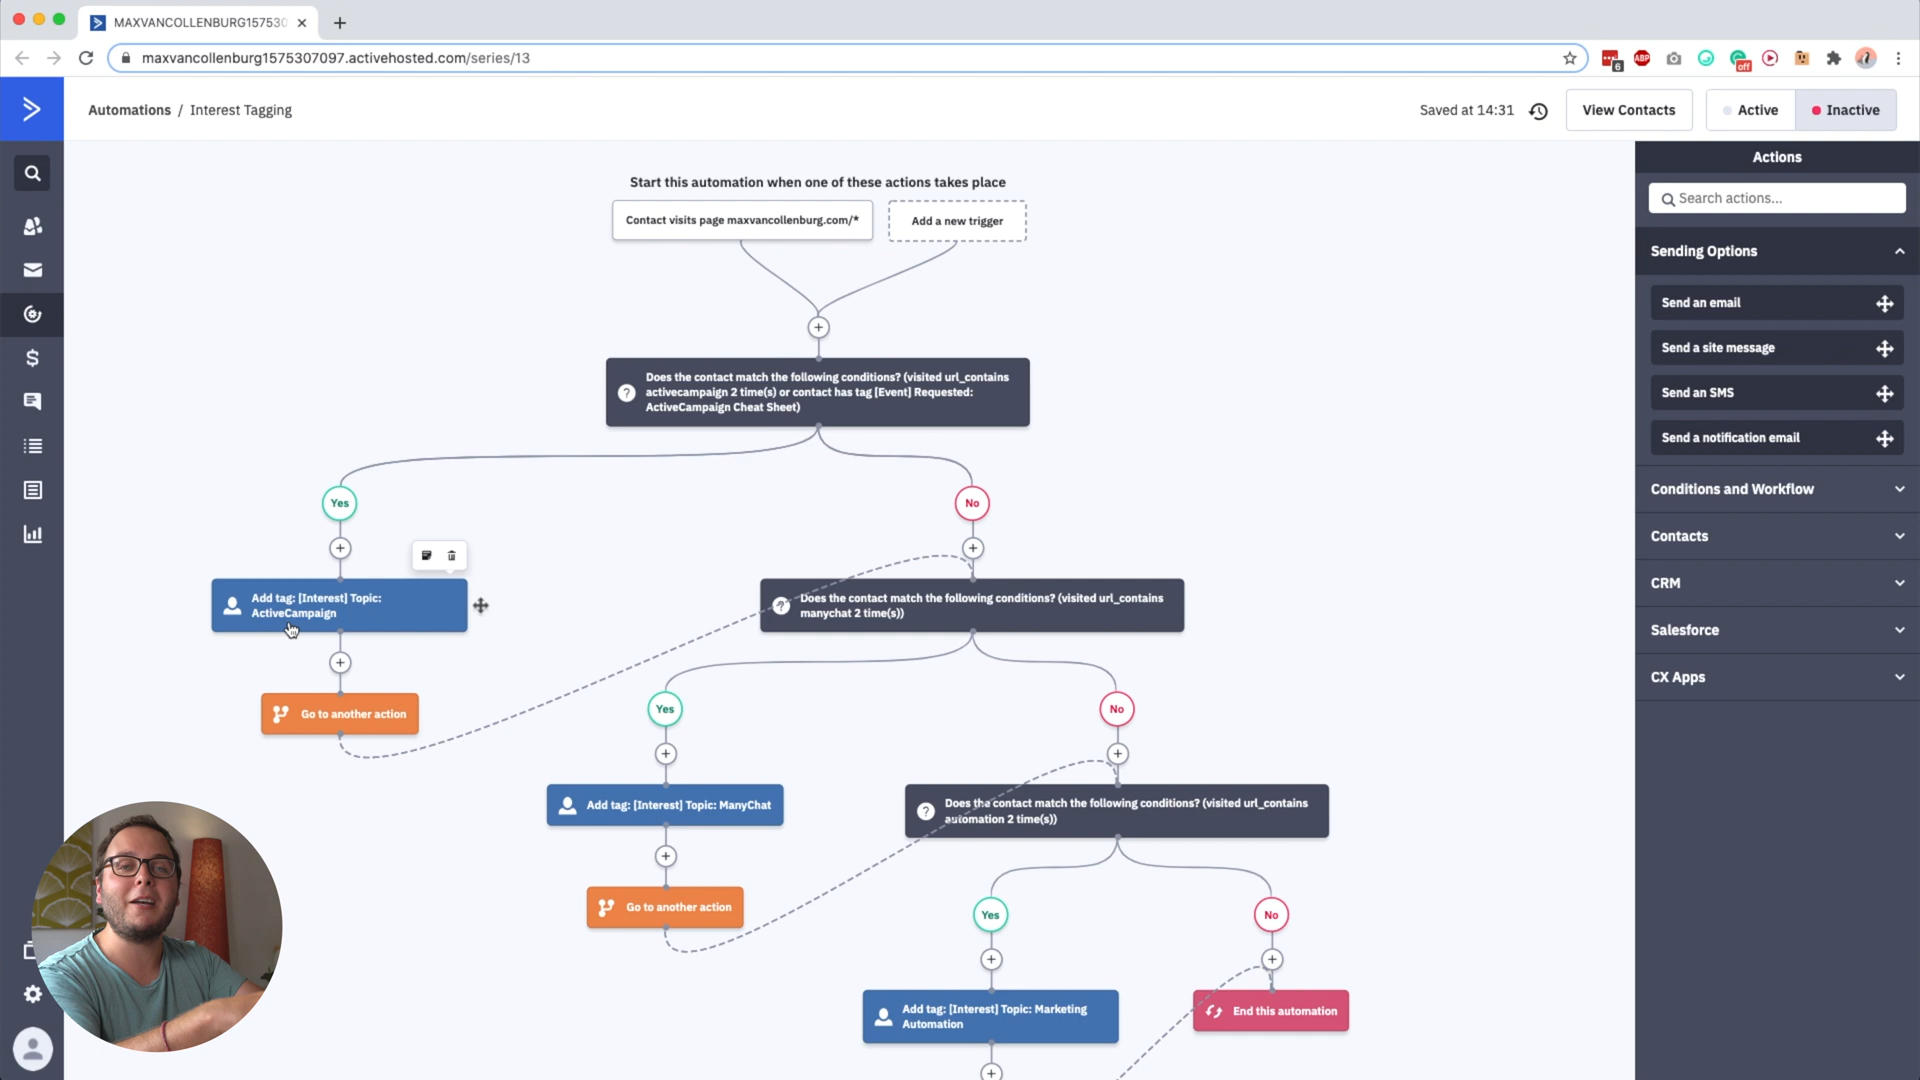 MAXVANCOLLENBURG157530
maxvancollenburg1575307097.activehosted.com/series/13
6
ABP
off
Automations / Interest Tagging
Saved at 14:31
View Contacts
Active
Inactive
Actions
Search actions...
Sending Options
Send an email
Send a site message
Send an SMS
Send a notification email
Conditions and Workflow
Contacts
CRM
Salesforce
CX Apps
Start this automation when one of these actions takes place
Contact visits page maxvancollenburg.com/*
Add a new trigger
Does the contact match the following conditions? (visited url_contains
activecampaign 2 time(s) or contact has tag [Event] Requested:
ActiveCampaign Cheat Sheet)
Yes
No
Add tag: [Interest] Topic:
ActiveCampaign
Does the contact match the following conditions? (visited url_contains
manychat 2 time(s))
Go to another action
Yes
No
Add tag: [Interest] Topic: ManyChat
Does the contact match the following conditions? (visited url_contains
automation 2 time(s))
Go to another action
Yes
No
Add tag: [Interest] Topic: Marketing
Automation
End this automation